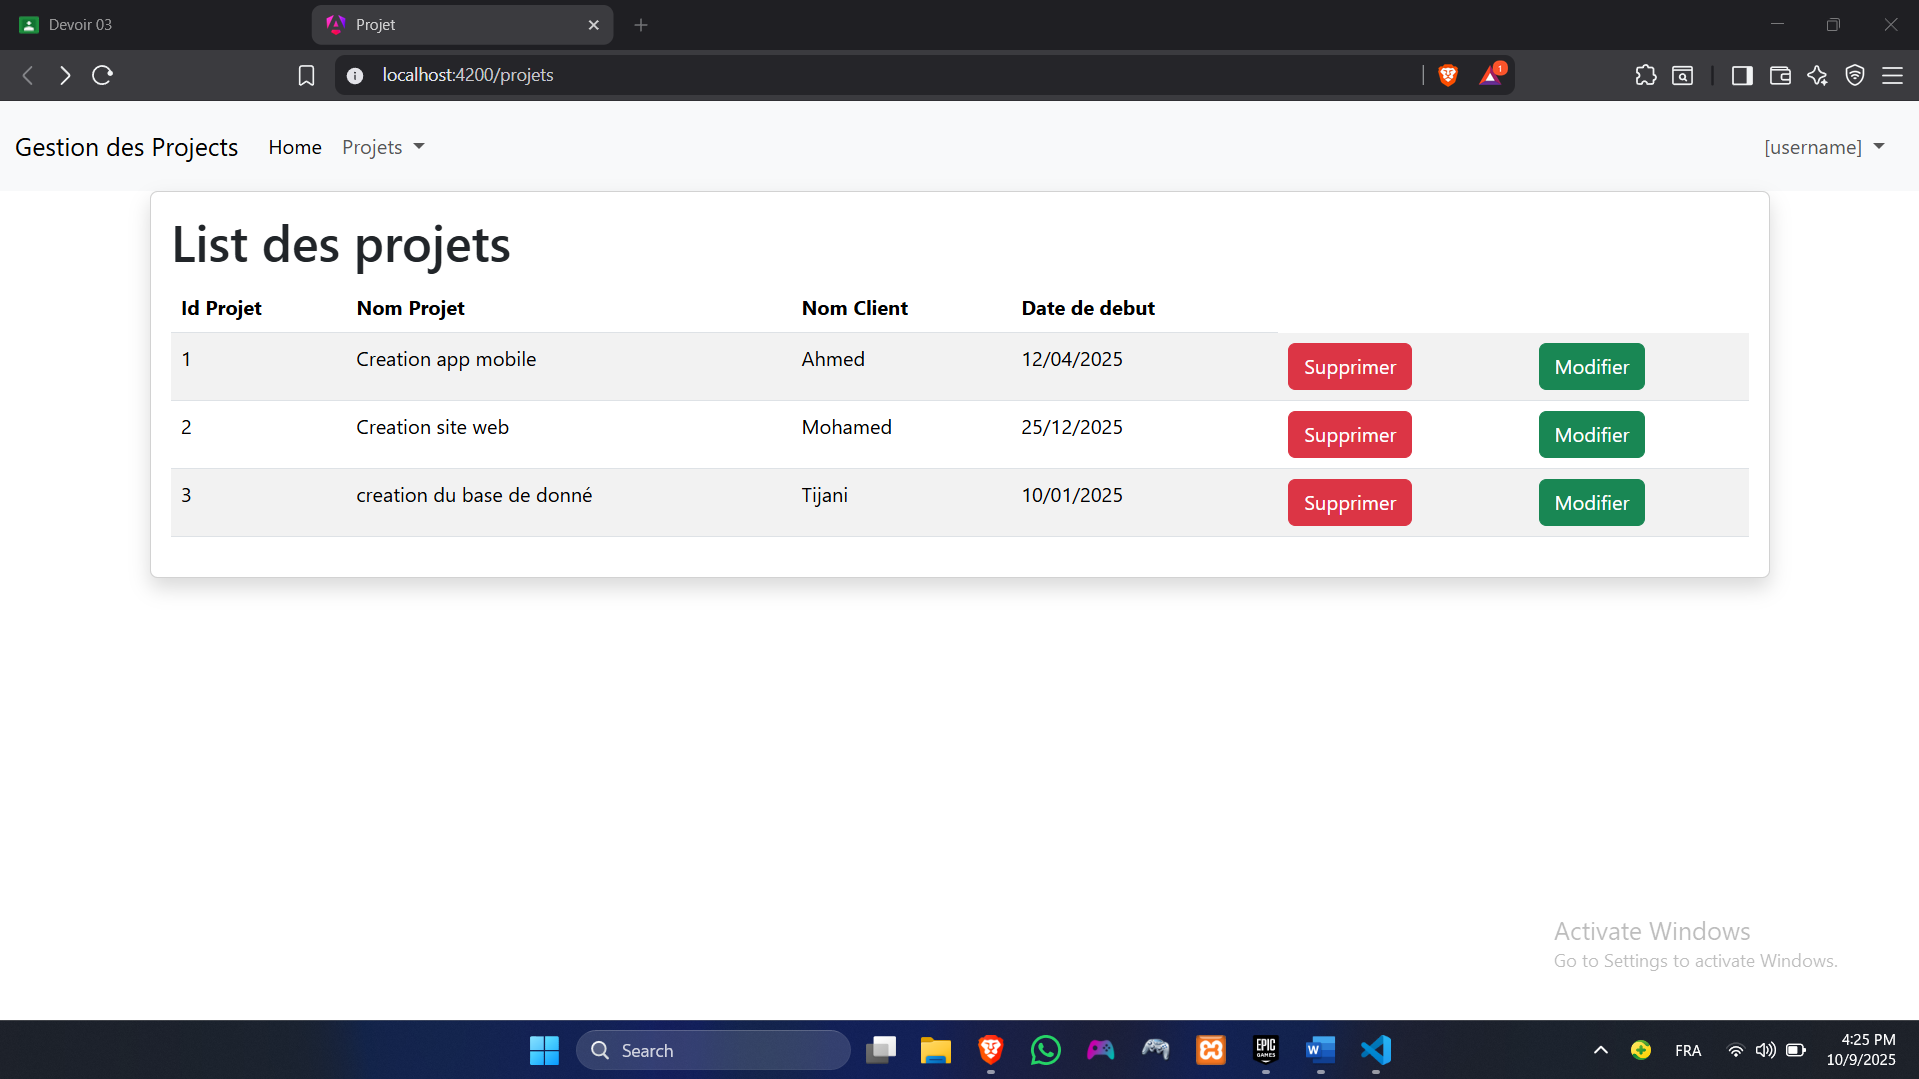 Devoir 03
Projet
localhost:4200/projets
1
Gestion des Projects Home Projets [username]
List des projets
Id Projet Nom Projet Nom Client Date de debut
1 Creation app mobile Ahmed 12/04/2025 Supprimer Modifier
2 Creation site web Mohamed 25/12/2025 Supprimer Modifier
3 creation du base de donné Tijani 10/01/2025 Supprimer Modifier
Activate Windows
Go to Settings to activate Windows.
Search
EPIC
GAMES
W
FRA
4:25 PM
10/9/2025